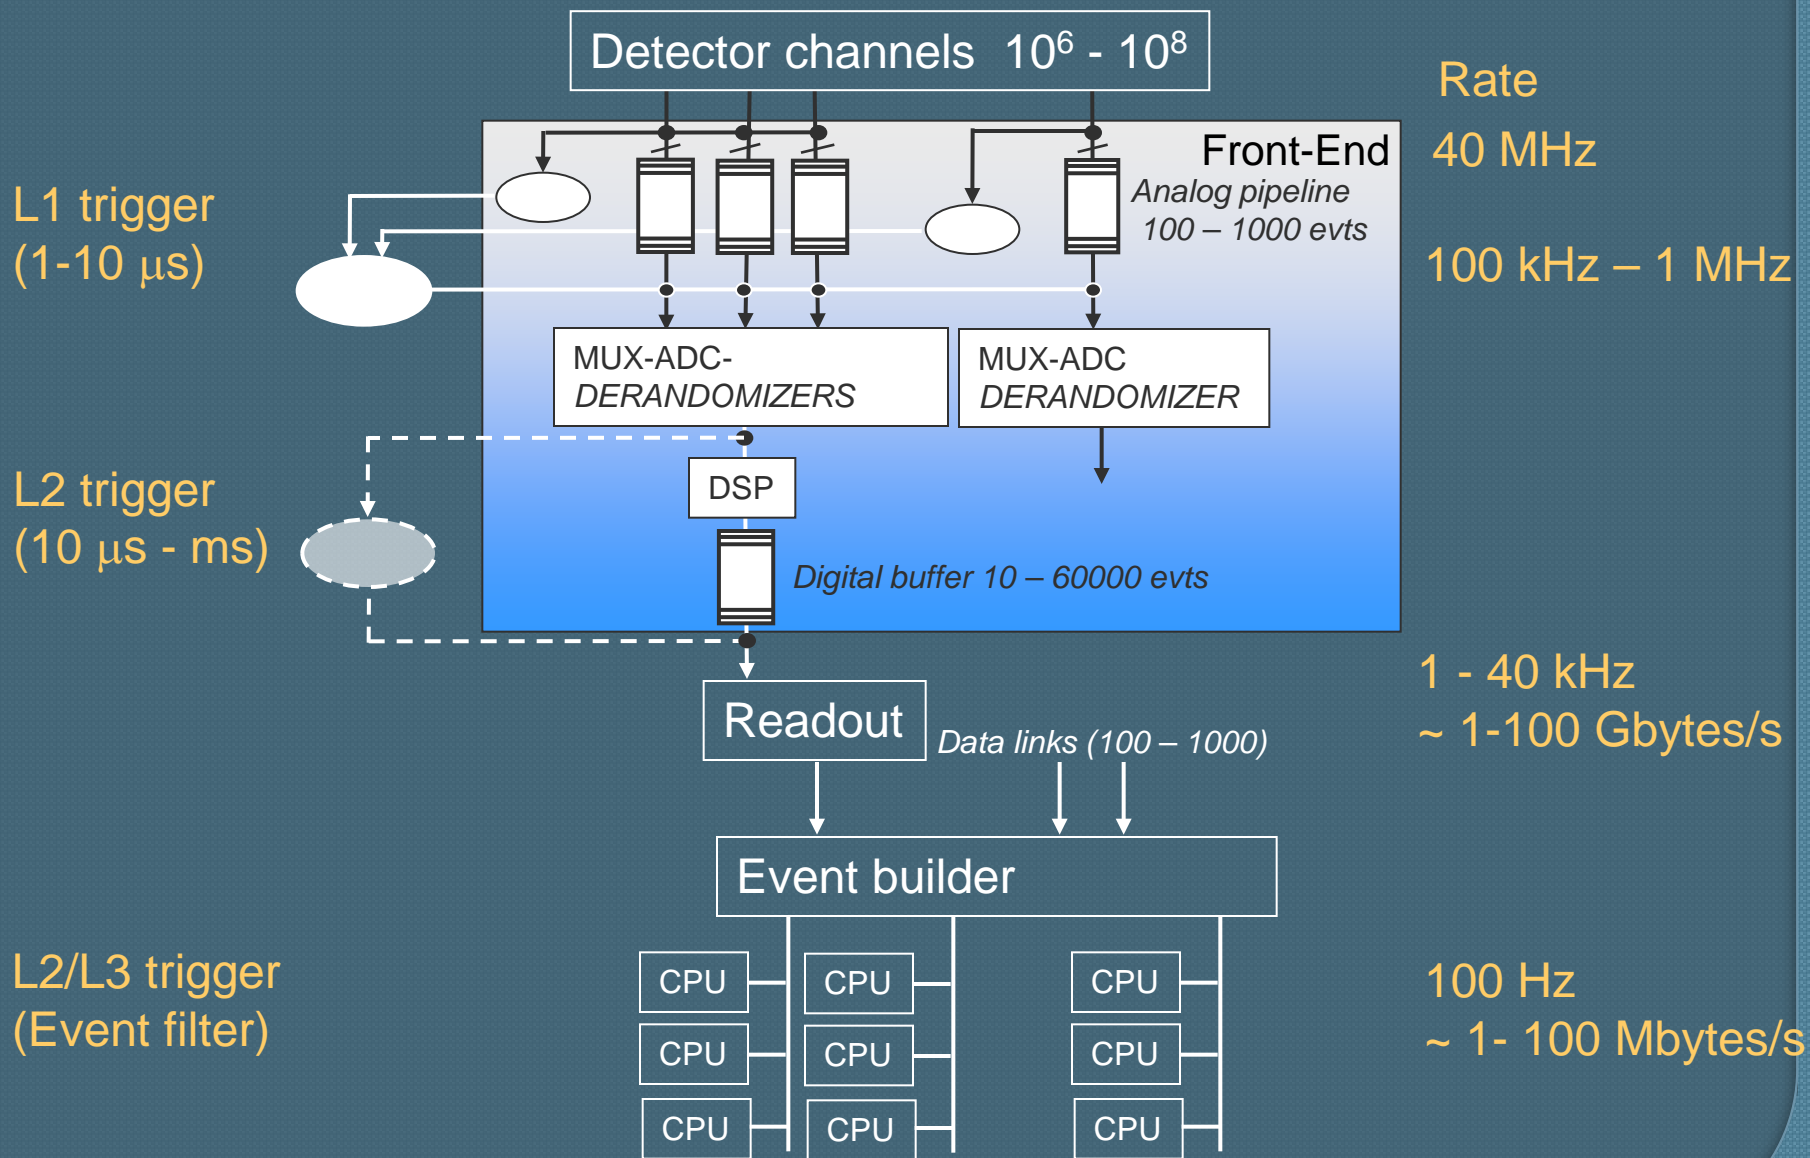 Detector channels 10⁶ - 10⁸
Rate
Front-End
40 MHz
Analog pipeline
100 – 1000 evts
L1 trigger
(1-10 μs)
100 kHz – 1 MHz
MUX-ADC-
DERANDOMIZERS
MUX-ADC
DERANDOMIZER
L2 trigger
(10 μs - ms)
DSP
Digital buffer 10 – 60000 evts
1 - 40 kHz
~ 1-100 Gbytes/s
Readout
Data links (100 – 1000)
Event builder
L2/L3 trigger
(Event filter)
CPU CPU CPU
CPU CPU CPU
CPU CPU CPU
100 Hz
~ 1- 100 Mbytes/s